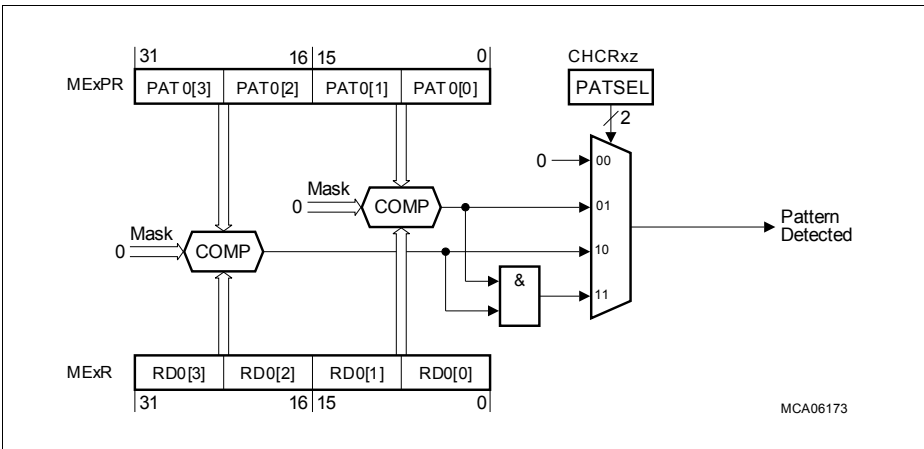 31 16 15 0
CHCRxz
MExPR PAT0[3] PAT0[2] PAT0[1] PAT0[0] PATSEL
2
0 00
Mask
0 COMP 01
Pattern
Detected
Mask
0 COMP 10
&
11
MExR RD0[3] RD0[2] RD0[1] RD0[0]
31 16 15 0
MCA06173